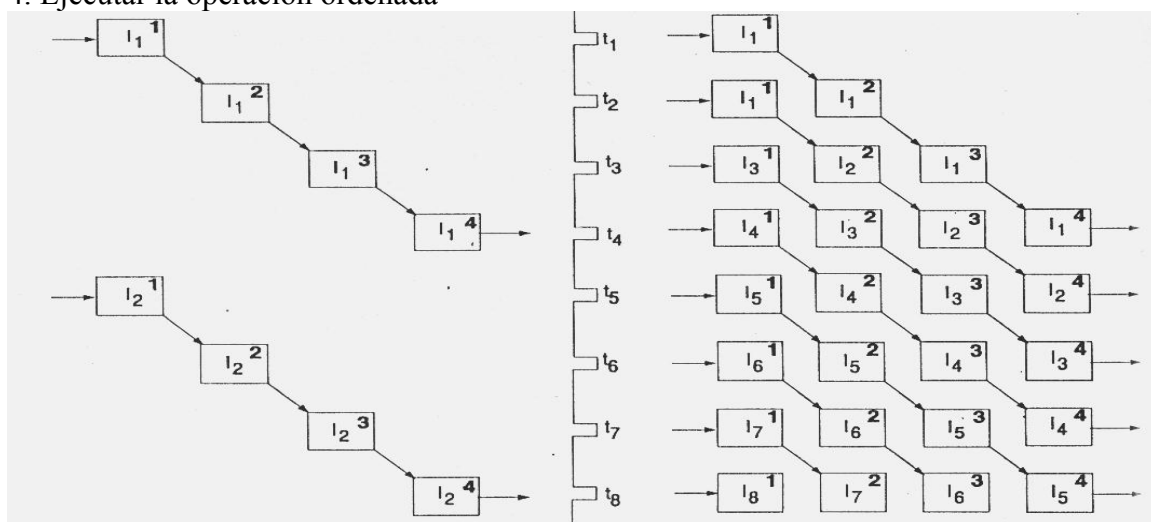 4. Ejecutar la operación ordenada
I₁ 1 t₁ I₁ 1
I₁ 2 t₂ I₁ 1 I₁ 2
I₁ 3 t₃ I₃ 1 I₂ 2 I₁ 3
I₁ 4 t₄ I₄ 1 I₃ 2 I₂ 3 I₁ 4
I₂ 1 t₅ I₅ 1 I₄ 2 I₃ 3 I₂ 4
I₂ 2 t₆ I₆ 1 I₅ 2 I₄ 3 I₃ 4
I₂ 3 t₇ I₇ 1 I₆ 2 I₅ 3 I₄ 4
I₂ 4 t₈ I₈ 1 I₇ 2 I₆ 3 I₅ 4